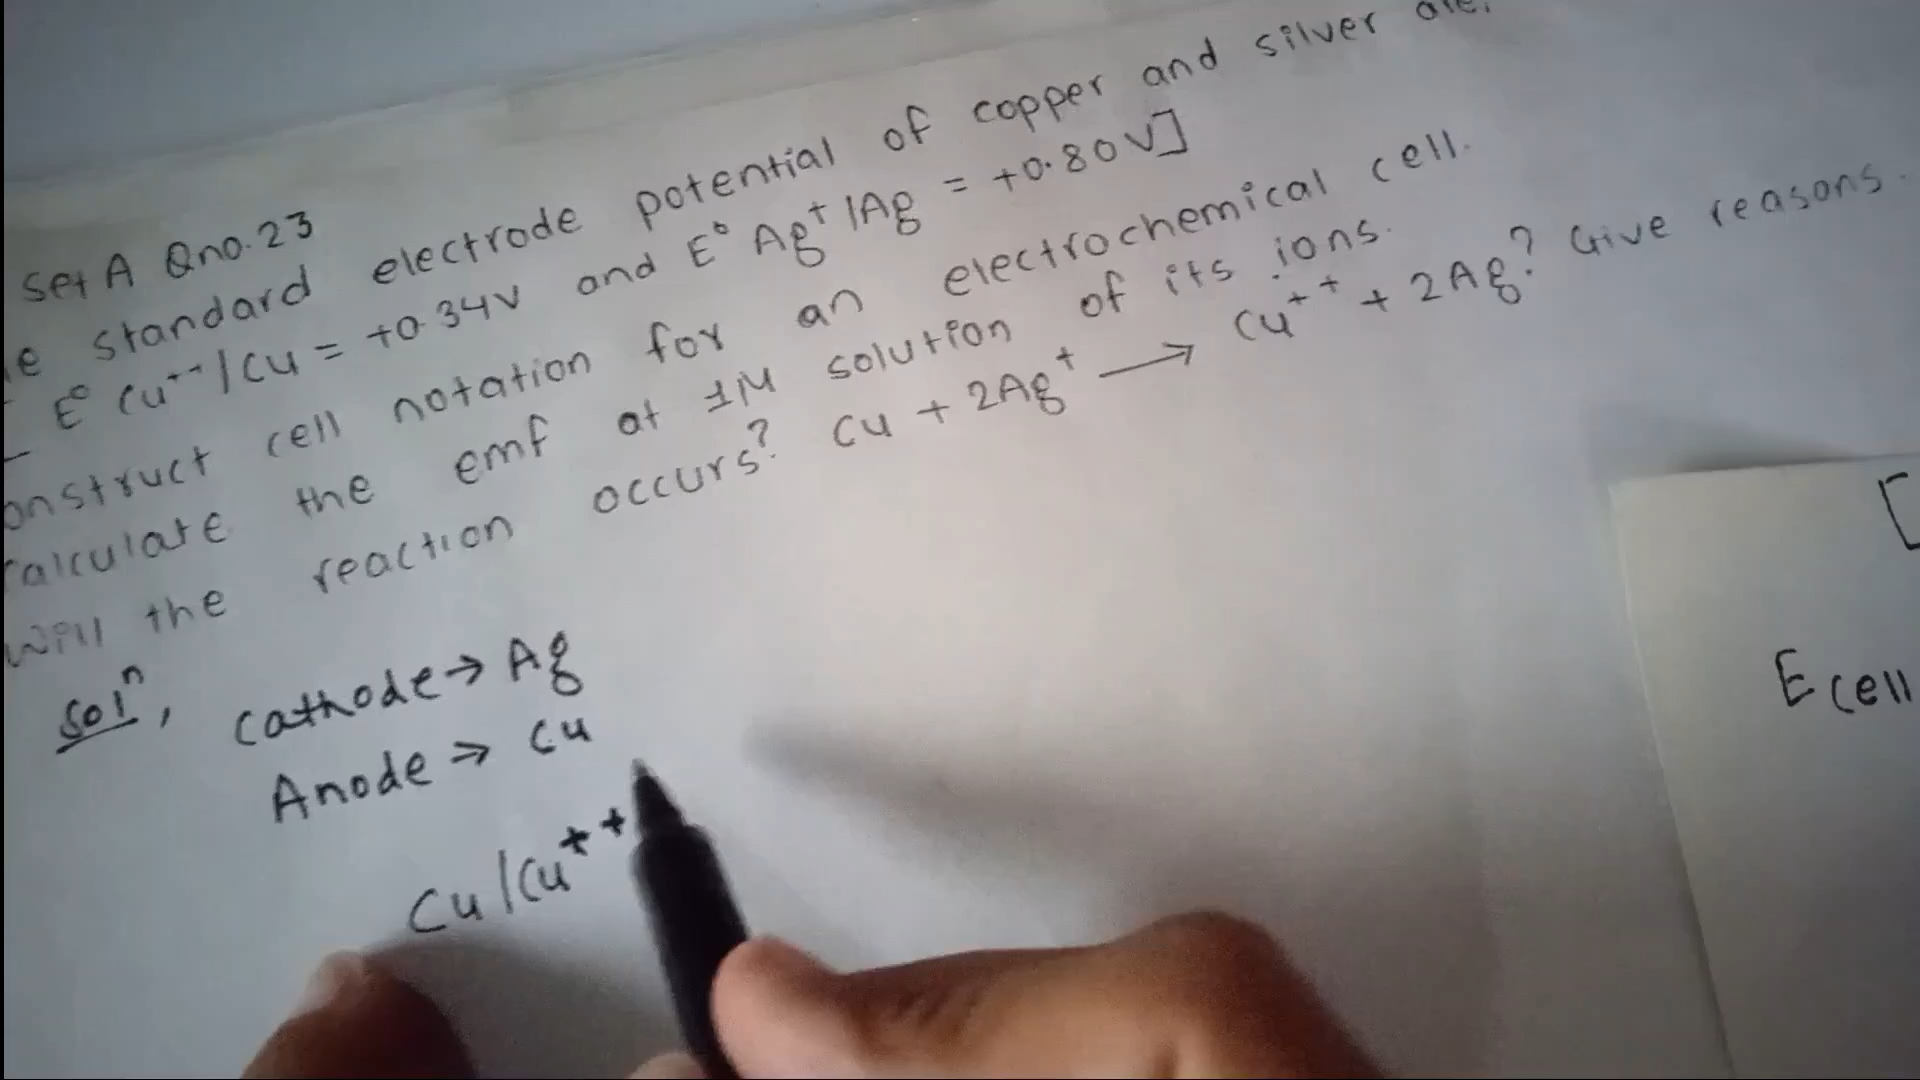 Set A Qno.23
standard electrode potential of copper and silver are.
E° Cu⁺⁺/Cu = +0.34V and E° Ag⁺/Ag = +0.80V]
onstruct cell notation for an electrochemical cell.
calculate the emf at 1M solution of its ions.
Will the reaction occurs? Cu + 2Ag⁺ → Cu⁺⁺ + 2Ag? Give reasons.
Solⁿ, Cathode → Ag
Anode → Cu
Cu/Cu⁺⁺
[
Ecell